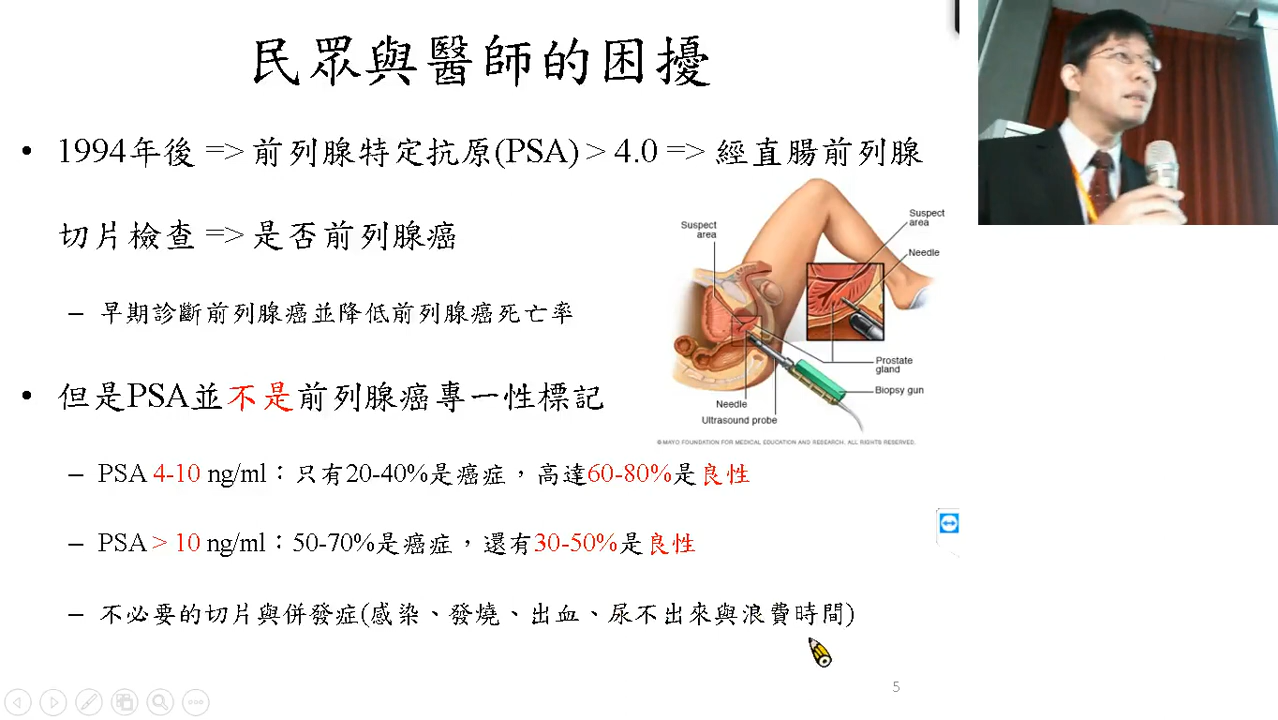 民眾與醫師的困擾
• 1994年後 => 前列腺特定抗原(PSA) > 4.0 => 經直腸前列腺
切片檢查 => 是否前列腺癌
– 早期診斷前列腺癌並降低前列腺癌死亡率
Suspect
area
Suspect
area
Needle
Prostate
gland
Biopsy gun
Needle
Ultrasound probe
© MAYO FOUNDATION FOR MEDICAL EDUCATION AND RESEARCH. ALL RIGHTS RESERVED.
• 但是PSA並不是前列腺癌專一性標記
– PSA 4-10 ng/ml：只有20-40%是癌症，高達60-80%是良性
– PSA > 10 ng/ml：50-70%是癌症，還有30-50%是良性
– 不必要的切片與併發症(感染、發燒、出血、尿不出來與浪費時間)
5